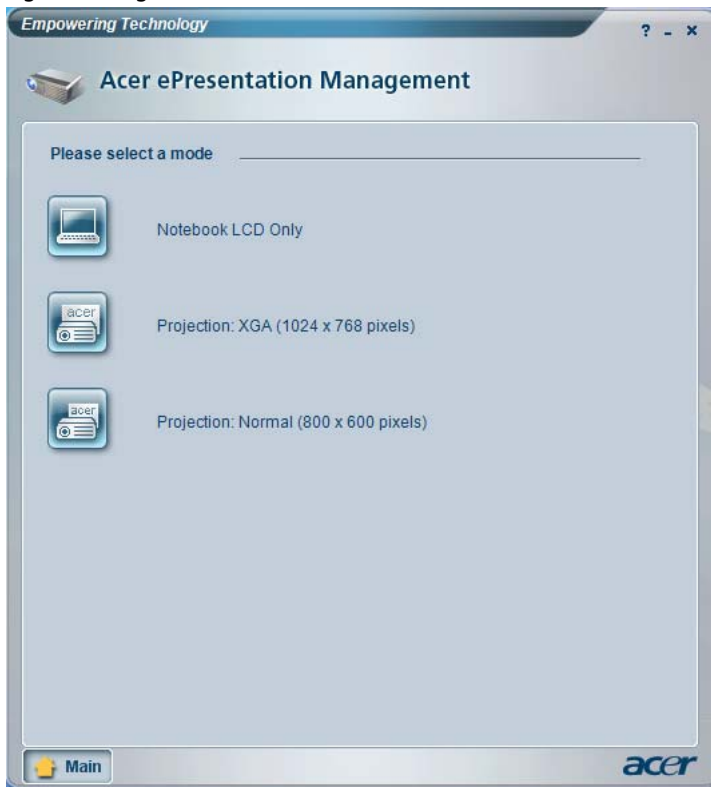 Empowering Technology
? - ×
Acer ePresentation Management
Please select a mode
Notebook LCD Only
acer
Projection: XGA (1024 x 768 pixels)
acer
Projection: Normal (800 x 600 pixels)
Main
acer